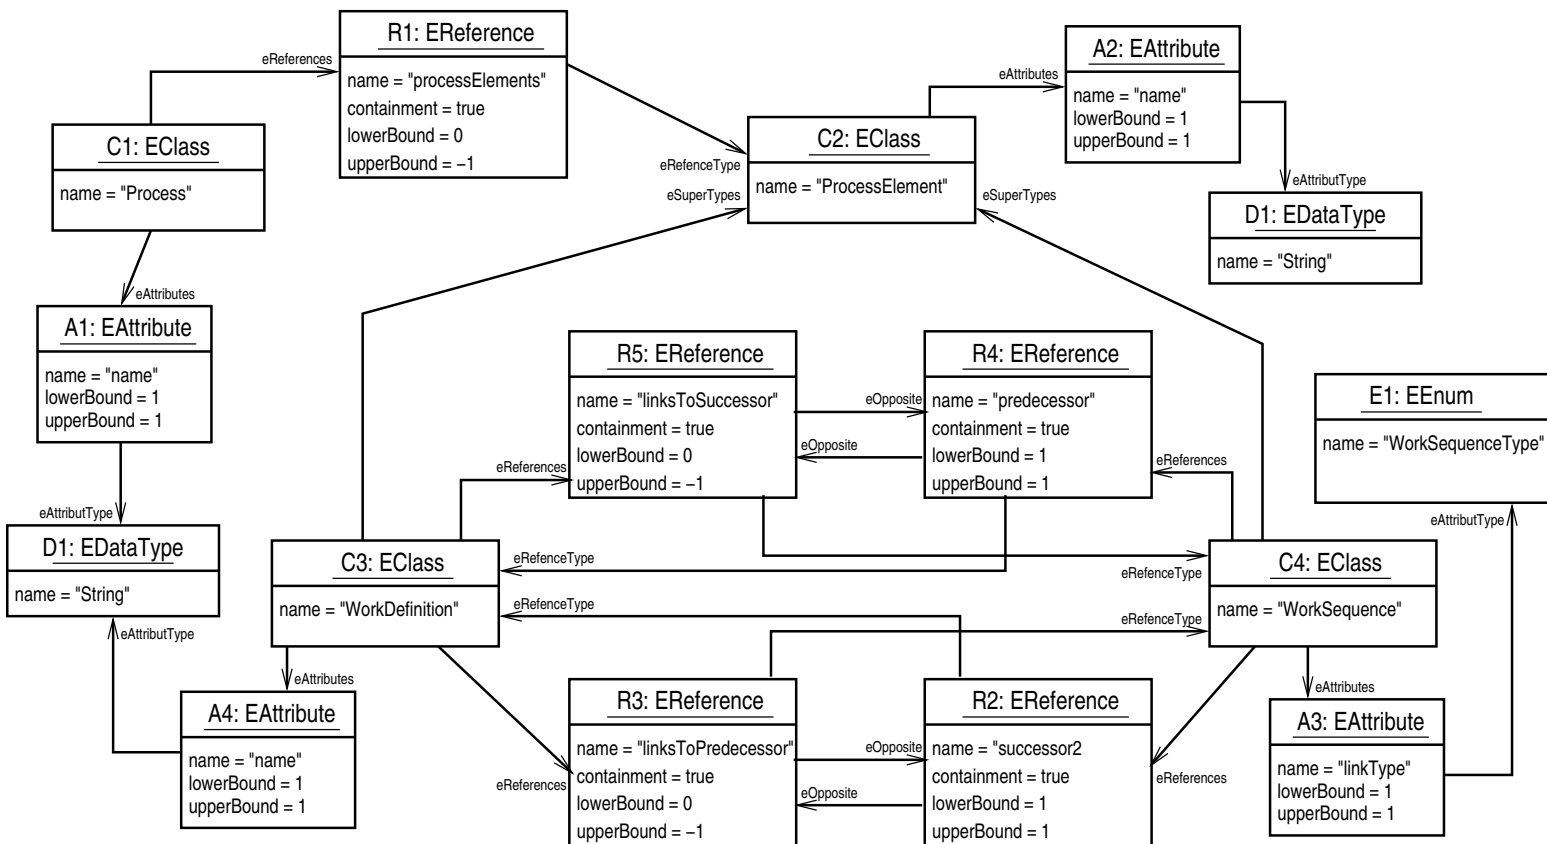 R1: EReference
name = "processElements"
containment = true
lowerBound = 0
upperBound = −1
eReferences
A2: EAttribute
name = "name"
lowerBound = 1
upperBound = 1
eAttributes
C1: EClass
name = "Process"
C2: EClass
name = "ProcessElement"
eRefenceType
eSuperTypes
eSuperTypes
eAttributType
D1: EDataType
name = "String"
eAttributes
A1: EAttribute
name = "name"
lowerBound = 1
upperBound = 1
R5: EReference
name = "linksToSuccessor"
containment = true
lowerBound = 0
upperBound = −1
eOpposite
eOpposite
R4: EReference
name = "predecessor"
containment = true
lowerBound = 1
upperBound = 1
E1: EEnum
name = "WorkSequenceType"
eReferences
eReferences
eAttributType
eAttributType
D1: EDataType
name = "String"
C3: EClass
name = "WorkDefinition"
eRefenceType
eRefenceType
eRefenceType
eRefenceType
C4: EClass
name = "WorkSequence"
eAttributType
eAttributes
eAttributes
A4: EAttribute
name = "name"
lowerBound = 1
upperBound = 1
R3: EReference
name = "linksToPredecessor"
containment = true
lowerBound = 0
upperBound = −1
eReferences
eOpposite
eOpposite
R2: EReference
name = "successor2
containment = true
lowerBound = 1
upperBound = 1
eReferences
A3: EAttribute
name = "linkType"
lowerBound = 1
upperBound = 1